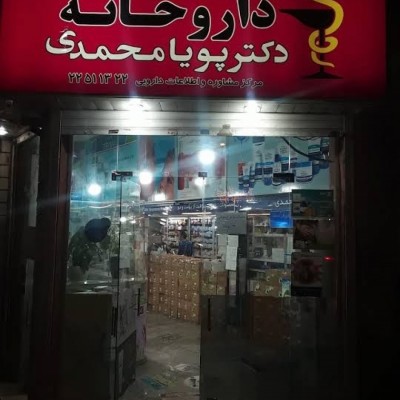 داروخانه
دکتر پویا محمدی
مرکز مشاوره و اطلاعات دارویی ۲۲ ۱۳ ۵۱ ۲۲